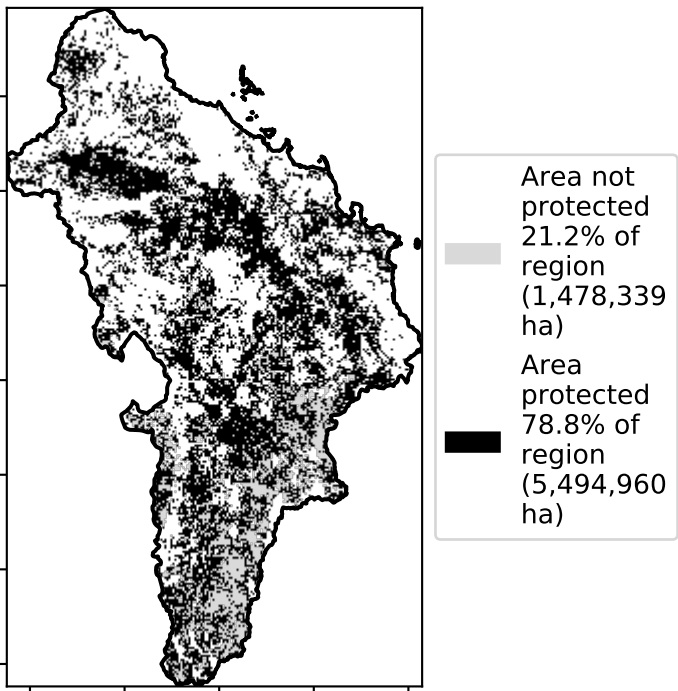 Area not
protected
21.2% of
region
(1,478,339
ha)
Area
protected
78.8% of
region
(5,494,960
ha)